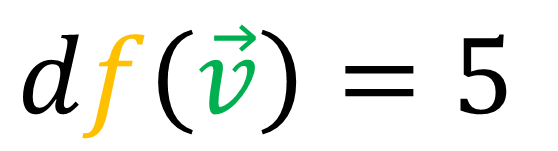 df(v⃗) = 5